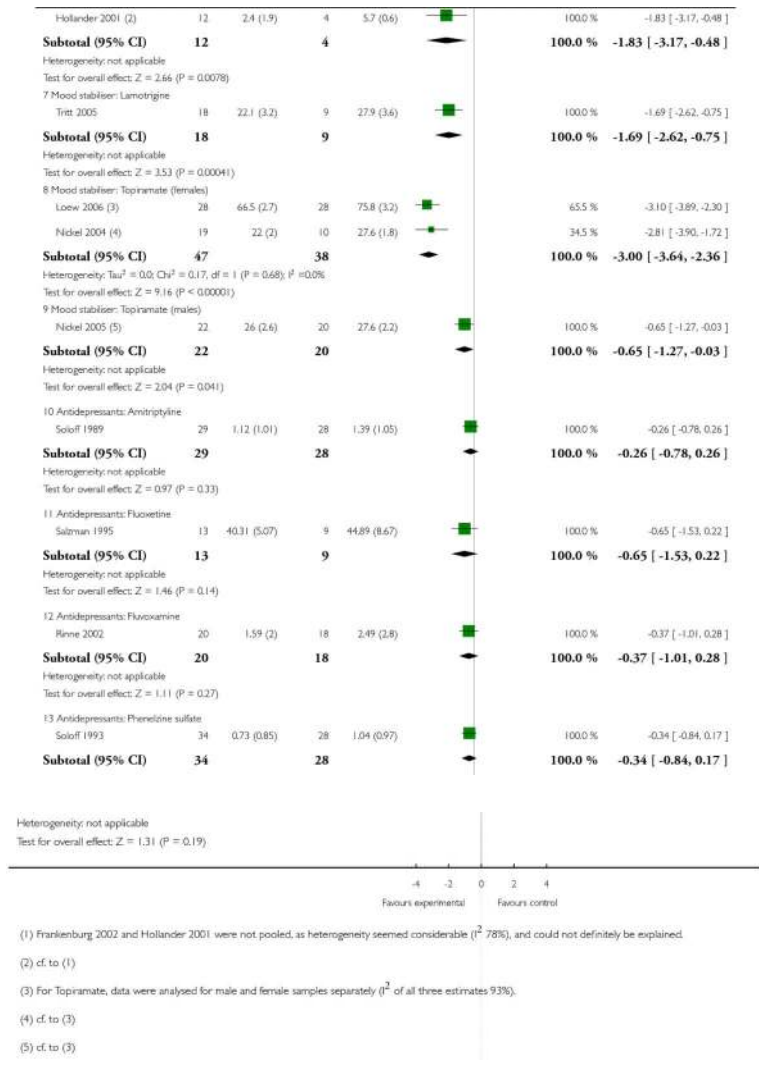 Hollander 2001 (2) 12 2.4 (1.9) 4 5.7 (0.6) 100.0 % -1.83 [ -3.17, -0.48 ]
Subtotal (95% CI) 12 4 100.0 % -1.83 [ -3.17, -0.48 ]
Heterogeneity: not applicable
Test for overall effect: Z = 2.66 (P = 0.0078)
7 Mood stabiliser: Lamotrigine
Tritt 2005 18 22.1 (3.2) 9 27.9 (3.6) 100.0 % -1.69 [ -2.62, -0.75 ]
Subtotal (95% CI) 18 9 100.0 % -1.69 [ -2.62, -0.75 ]
Heterogeneity: not applicable
Test for overall effect: Z = 3.53 (P = 0.00041)
8 Mood stabiliser: Topiramate (females)
Loew 2006 (3) 28 66.5 (2.7) 28 75.8 (3.2) 65.5 % -3.10 [ -3.89, -2.30 ]
Nickel 2004 (4) 19 22 (2) 10 27.6 (1.8) 34.5 % -2.81 [ -3.90, -1.72 ]
Subtotal (95% CI) 47 38 100.0 % -3.00 [ -3.64, -2.36 ]
Heterogeneity: Tau² = 0.0; Chi² = 0.17, df = 1 (P = 0.68); I² =0.0%
Test for overall effect: Z = 9.16 (P < 0.00001)
9 Mood stabiliser: Topiramate (males)
Nickel 2005 (5) 22 26 (2.6) 20 27.6 (2.2) 100.0 % -0.65 [ -1.27, -0.03 ]
Subtotal (95% CI) 22 20 100.0 % -0.65 [ -1.27, -0.03 ]
Heterogeneity: not applicable
Test for overall effect: Z = 2.04 (P = 0.041)
10 Antidepressants: Amitriptyline
Soloff 1989 29 1.12 (1.01) 28 1.39 (1.05) 100.0 % -0.26 [ -0.78, 0.26 ]
Subtotal (95% CI) 29 28 100.0 % -0.26 [ -0.78, 0.26 ]
Heterogeneity: not applicable
Test for overall effect: Z = 0.97 (P = 0.33)
11 Antidepressants: Fluoxetine
Salzman 1995 13 40.31 (5.07) 9 44.89 (8.67) 100.0 % -0.65 [ -1.53, 0.22 ]
Subtotal (95% CI) 13 9 100.0 % -0.65 [ -1.53, 0.22 ]
Heterogeneity: not applicable
Test for overall effect: Z = 1.46 (P = 0.14)
12 Antidepressants: Fluvoxamine
Rinne 2002 20 1.59 (2) 18 2.49 (2.8) 100.0 % -0.37 [ -1.01, 0.28 ]
Subtotal (95% CI) 20 18 100.0 % -0.37 [ -1.01, 0.28 ]
Heterogeneity: not applicable
Test for overall effect: Z = 1.11 (P = 0.27)
13 Antidepressants: Phenelzine sulfate
Soloff 1993 34 0.73 (0.85) 28 1.04 (0.97) 100.0 % -0.34 [ -0.84, 0.17 ]
Subtotal (95% CI) 34 28 100.0 % -0.34 [ -0.84, 0.17 ]
Heterogeneity: not applicable
Test for overall effect: Z = 1.31 (P = 0.19)
-4 -2 0 2 4
Favours experimental Favours control
(1) Frankenburg 2002 and Hollander 2001 were not pooled, as heterogeneity seemed considerable (I² 78%), and could not definitely be explained.
(2) cf. to (1)
(3) For Topiramate, data were analysed for male and female samples separately (I² of all three estimates 93%).
(4) cf. to (3)
(5) cf. to (3)